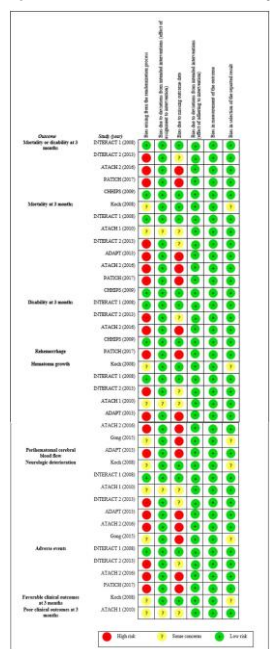 Bias arising from the randomization process
Bias due to deviations from intended interventions (effect of assignment to intervention)
Bias due to missing outcome data
Bias due to deviations from intended interventions (effect of adhering to intervention)
Bias in measurement of the outcome
Bias in selection of the reported result
Outcome Study (year)
Mortality or disability at 3 months INTERACT 1 (2008)
INTERACT 2 (2013)
ATACH 2 (2016)
PATICH (2017)
CHHIPS (2009)
Mortality at 3 months Koch (2008)
INTERACT 1 (2008)
ATACH 1 (2010)
INTERACT 2 (2013)
ADAPT (2013)
ATACH 2 (2016)
PATICH (2017)
CHHIPS (2009)
Disability at 3 months INTERACT 1 (2008)
INTERACT 2 (2013)
ATACH 2 (2016)
CHHIPS (2009)
Rehemorrhage PATICH (2017)
Hematoma growth Koch (2008)
INTERACT 1 (2008)
INTERACT 2 (2013)
ATACH 1 (2010)
ADAPT (2013)
ATACH 2 (2016)
Gong (2015)
Perihematomal cerebral blood flow ADAPT (2013)
Neurologic deterioration Koch (2008)
INTERACT 1 (2008)
ATACH 1 (2010)
INTERACT 2 (2013)
ADAPT (2013)
ATACH 2 (2016)
Gong (2015)
Adverse events INTERACT 1 (2008)
INTERACT 2 (2013)
ATACH 2 (2016)
PATICH (2017)
Favorable clinical outcomes at 3 months Koch (2008)
Poor clinical outcomes at 3 months ATACH 1 (2010)
High risk ? Some concerns + Low risk